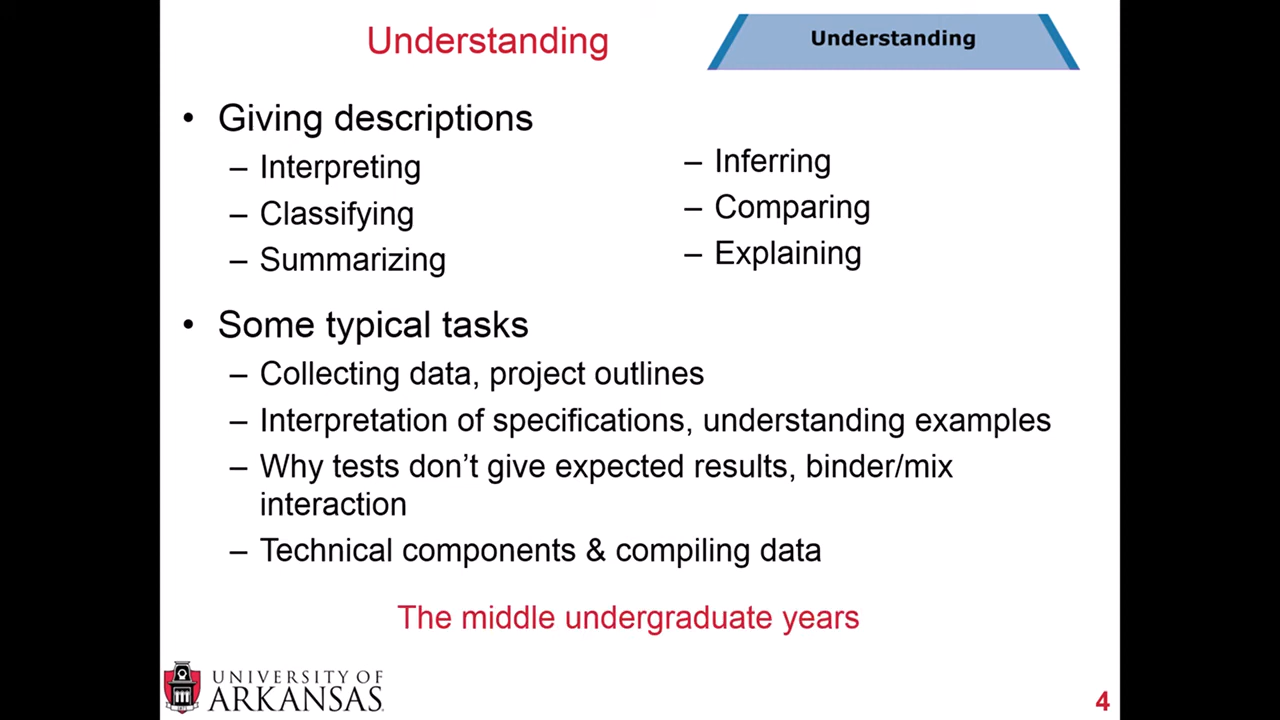 Understanding
Understanding
• Giving descriptions
– Interpreting
– Classifying
– Summarizing
– Inferring
– Comparing
– Explaining
• Some typical tasks
– Collecting data, project outlines
– Interpretation of specifications, understanding examples
– Why tests don’t give expected results, binder/mix
interaction
– Technical components & compiling data
The middle undergraduate years
UNIVERSITY OF
ARKANSAS
4